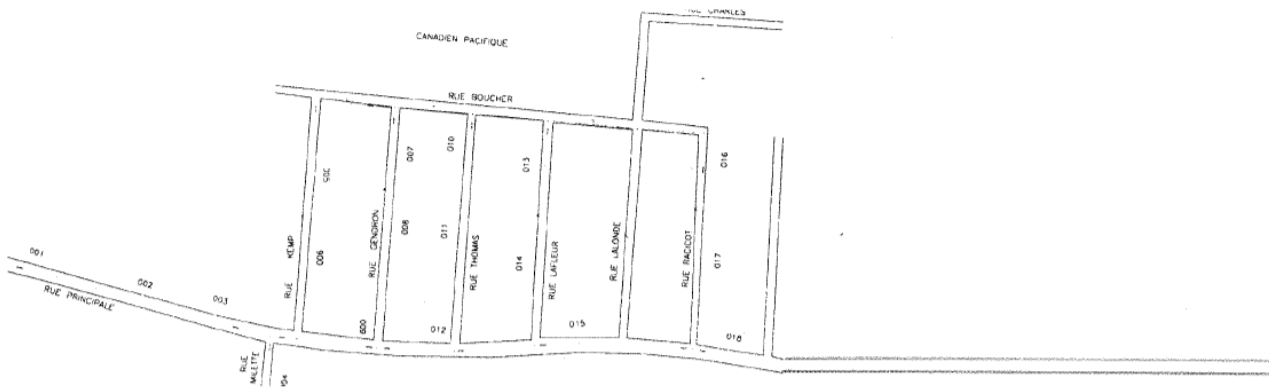 RUE CHARLES
CANADIEN PACIFIQUE
RUE BOUCHER
007
010
013
016
005
008
011
014
017
006
RUE KEMP
RUE GENDRON
RUE THOMAS
RUE LAFLEUR
RUE LALONDE
RUE RACICOT
001
002
003
RUE PRINCIPALE
009
012
015
018
RUE
MILETTE
004